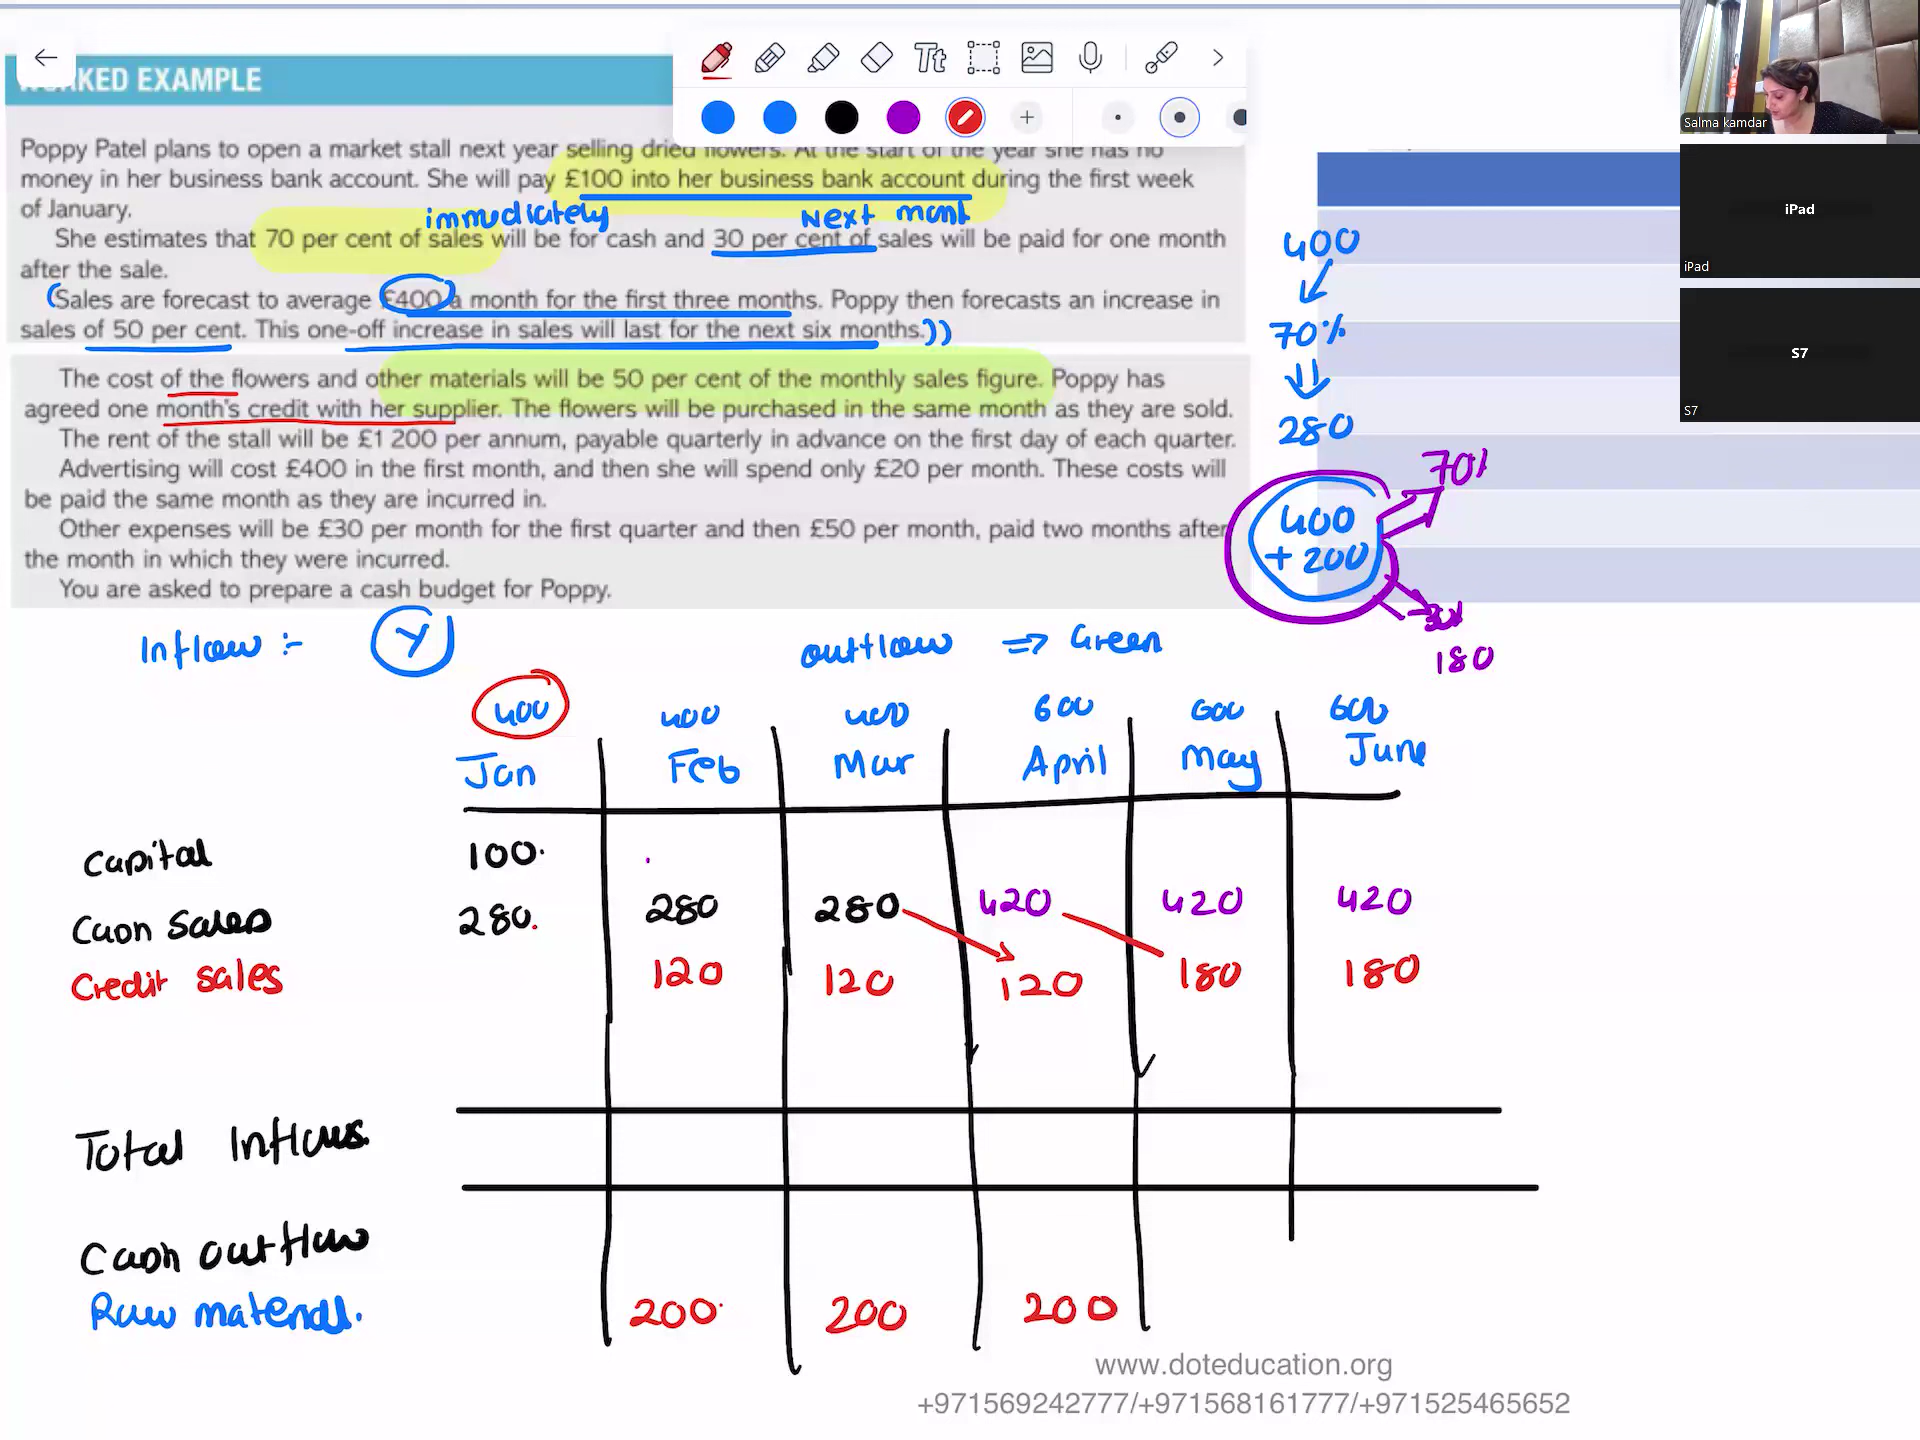 WORKED EXAMPLE
Poppy Patel plans to open a market stall next year selling dried flowers. At the start of the year she has no
money in her business bank account. She will pay £100 into her business bank account during the first week
of January.
immediately Next mont
She estimates that 70 per cent of sales will be for cash and 30 per cent of sales will be paid for one month
after the sale.
(Sales are forecast to average £400 a month for the first three months. Poppy then forecasts an increase in
sales of 50 per cent. This one-off increase in sales will last for the next six months.))
The cost of the flowers and other materials will be 50 per cent of the monthly sales figure. Poppy has
agreed one month's credit with her supplier. The flowers will be purchased in the same month as they are sold.
The rent of the stall will be £1 200 per annum, payable quarterly in advance on the first day of each quarter.
Advertising will cost £400 in the first month, and then she will spend only £20 per month. These costs will
be paid the same month as they are incurred in.
Other expenses will be £30 per month for the first quarter and then £50 per month, paid two months after
the month in which they were incurred.
You are asked to prepare a cash budget for Poppy.
Tt
400
70%
280
400
+ 200
70%
30%
180
Salma kamdar
iPad
iPad
S7
S7
Inflow :- Y outflow => Green
400 400 400 600 600 600
Jan Feb Mar April May June
Capital 100.
Cash sales 280. 280 280 420 420 420
Credit sales 120 120 120 180 180
Total Inflows
Cash outflow
Raw material. 200. 200 200
www.doteducation.org
+971569242777/+971568161777/+971525465652